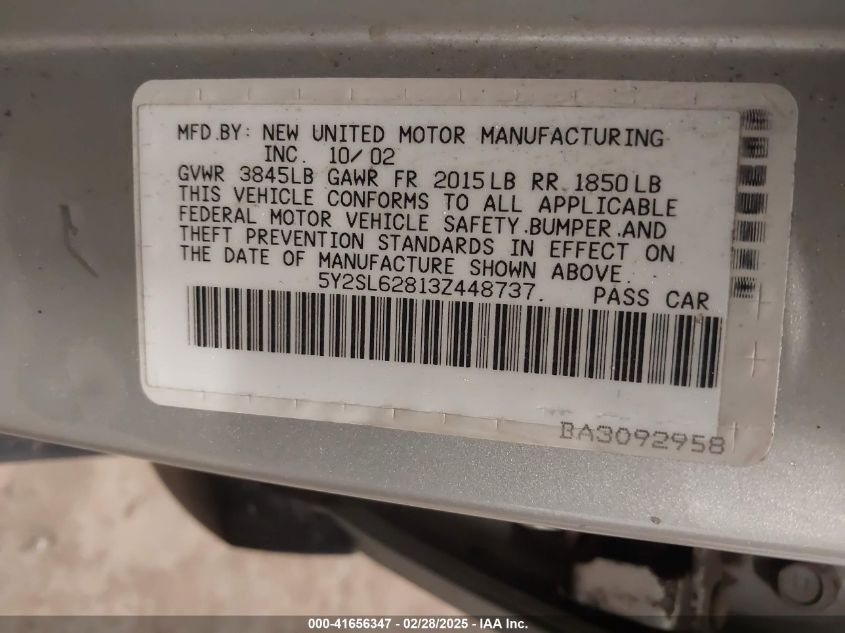 MFD.BY: NEW UNITED MOTOR MANUFACTURING
INC. 10/02
GVWR 3845LB GAWR FR 2015LB RR 1850LB
THIS VEHICLE CONFORMS TO ALL APPLICABLE
FEDERAL MOTOR VEHICLE SAFETY,BUMPER,AND
THEFT PREVENTION STANDARDS IN EFFECT ON
THE DATE OF MANUFACTURE SHOWN ABOVE.
5Y2SL62813Z448737. PASS CAR
BA3092958
000-41656347 - 02/28/2025 - IAA Inc.